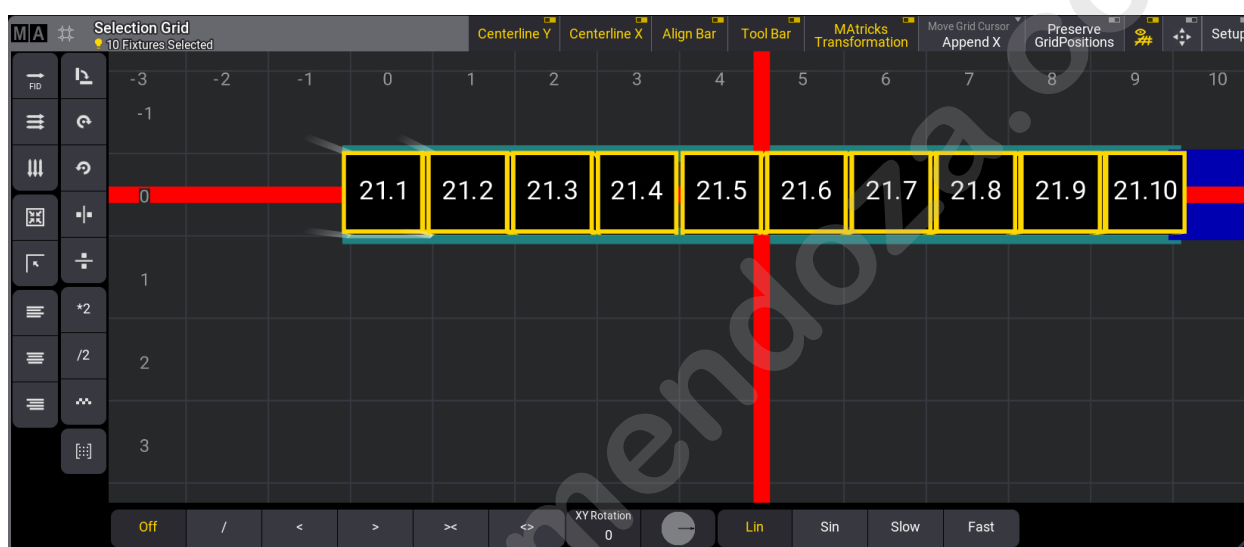 MA
Selection Grid
10 Fixtures Selected
Centerline Y
Centerline X
Align Bar
Tool Bar
MAtricks
Transformation
Move Grid Cursor
Append X
Preserve
GridPositions
Setup
FID
-3 -2 -1 0 1 2 3 4 5 6 7 8 9 10
-1
0
21.1 21.2 21.3 21.4 21.5 21.6 21.7 21.8 21.9 21.10
1
*2
/2
2
3
Off
/
<
>
><
<>
XY Rotation
0
Lin
Sin
Slow
Fast